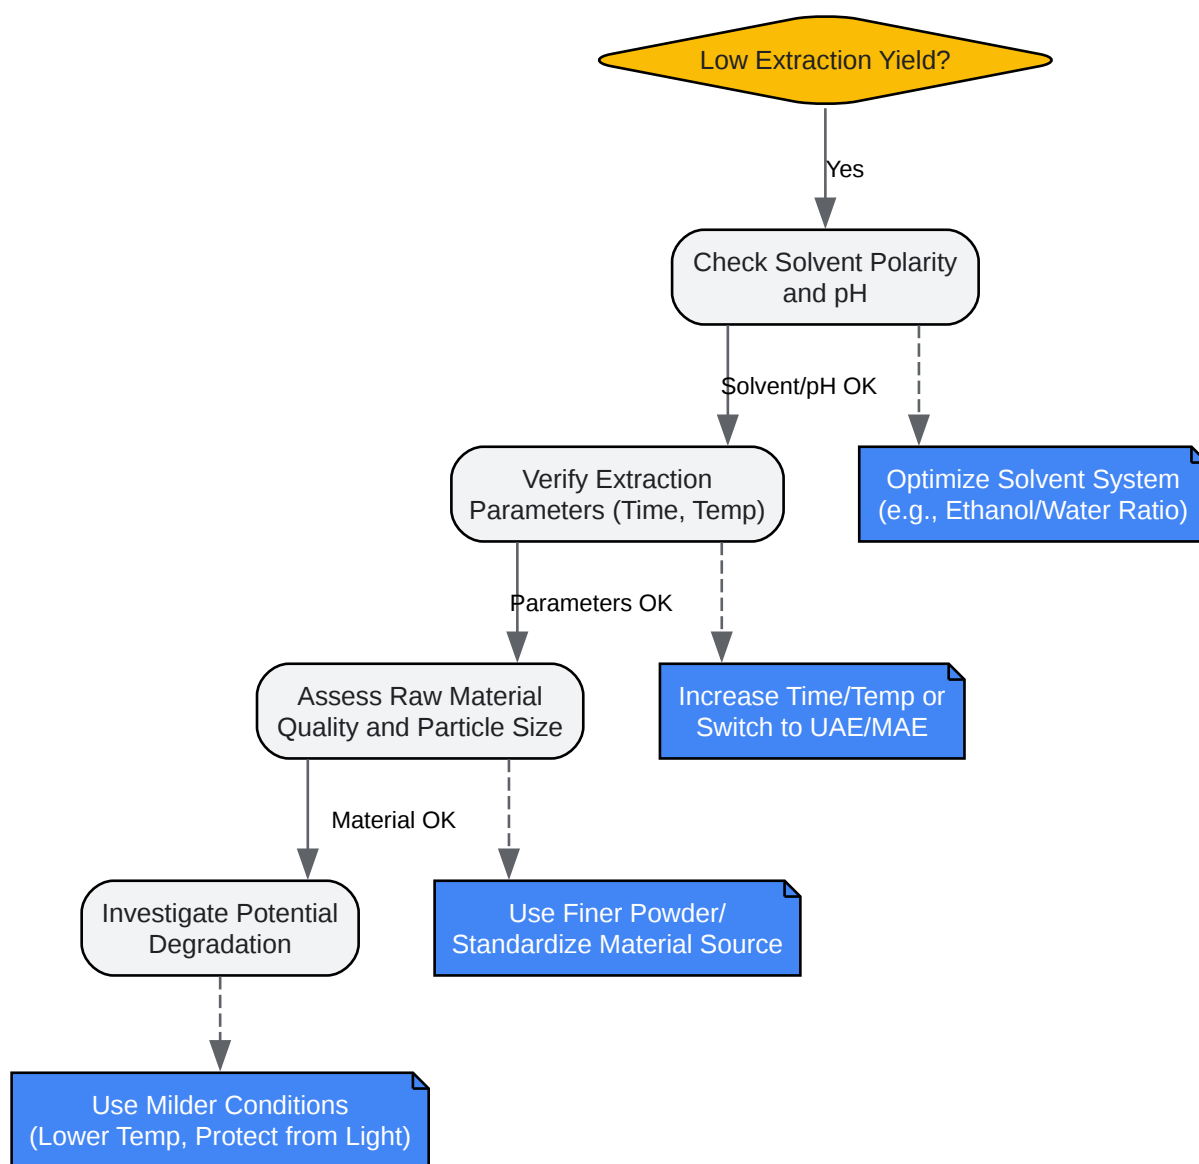 Low Extraction Yield?
Yes
Check Solvent Polarity
and pH
Solvent/pH OK
Verify Extraction
Parameters (Time, Temp)
Optimize Solvent System
(e.g., Ethanol/Water Ratio)
Parameters OK
Assess Raw Material
Quality and Particle Size
Increase Time/Temp or
Switch to UAE/MAE
Material OK
Investigate Potential
Degradation
Use Finer Powder/
Standardize Material Source
Use Milder Conditions
(Lower Temp, Protect from Light)